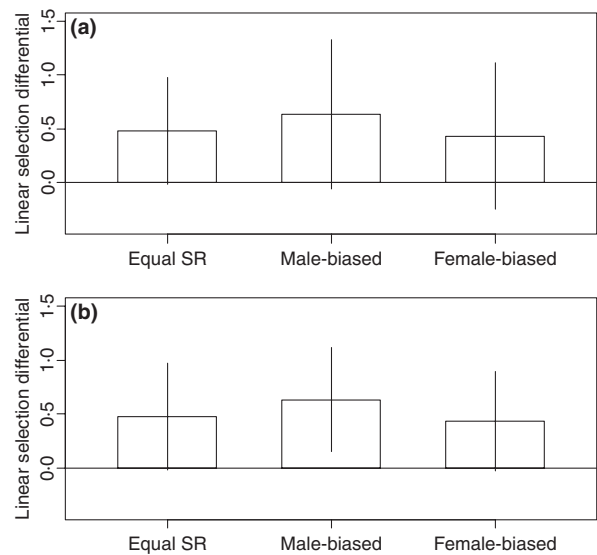 (a)
Linear selection differential
1·5
1·0
0·5
0·0
Equal SR Male-biased Female-biased
(b)
Linear selection differential
1·5
1·0
0·5
0·0
Equal SR Male-biased Female-biased